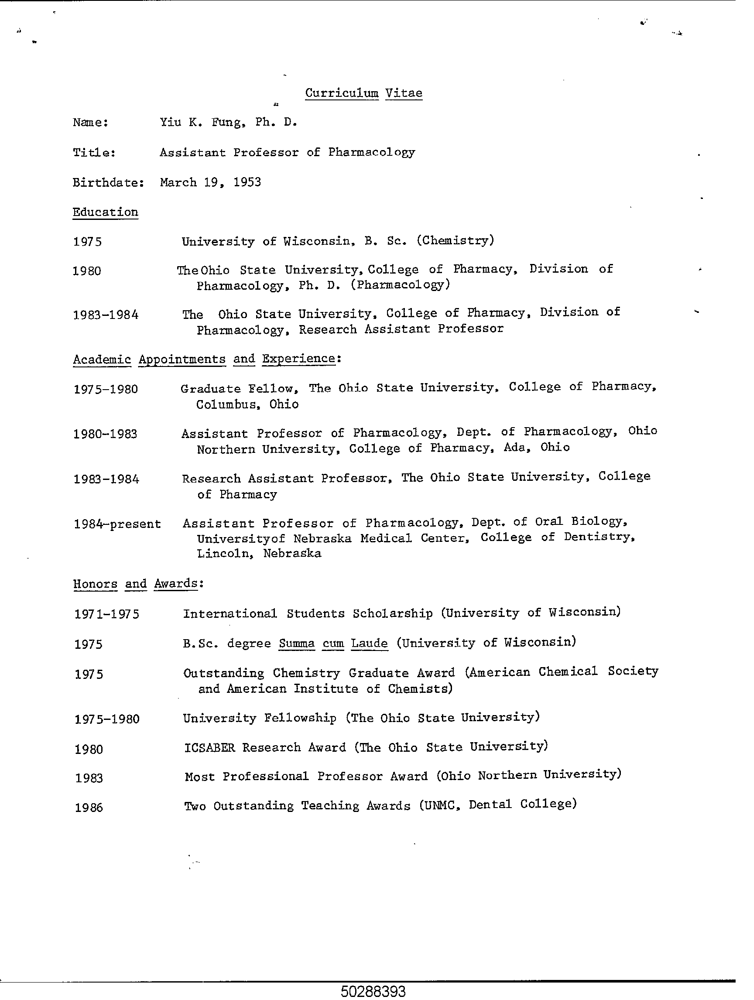 Curriculum Vitae
Name: Yiu K. Fung, Ph. D.
Title: Assistant Professor of Pharmacology
Birthdate: March 19, 1953
Education
1975 University of Wisconsin, B. Sc. (Chemistry)
1980 The Ohio State University, College of Pharmacy, Division of
Pharmacology, Ph. D. (Pharmacology)
1983-1984 The Ohio State University, College of Pharmacy, Division of
Pharmacology, Research Assistant Professor
Academic Appointments and Experience:
1975-1980 Graduate Fellow, The Ohio State University, College of Pharmacy,
Columbus, Ohio
1980-1983 Assistant Professor of Pharmacology, Dept. of Pharmacology, Ohio
Northern University, College of Pharmacy, Ada, Ohio
1983-1984 Research Assistant Professor, The Ohio State University, College
of Pharmacy
1984-present Assistant Professor of Pharmacology, Dept. of Oral Biology,
Universityof Nebraska Medical Center, College of Dentistry,
Lincoln, Nebraska
Honors and Awards:
1971-1975 International Students Scholarship (University of Wisconsin)
1975 B.Sc. degree Summa cum Laude (University of Wisconsin)
1975 Outstanding Chemistry Graduate Award (American Chemical Society
and American Institute of Chemists)
1975-1980 University Fellowship (The Ohio State University)
1980 ICSABER Research Award (The Ohio State University)
1983 Most Professional Professor Award (Ohio Northern University)
1986 Two Outstanding Teaching Awards (UNMC, Dental College)
50288393